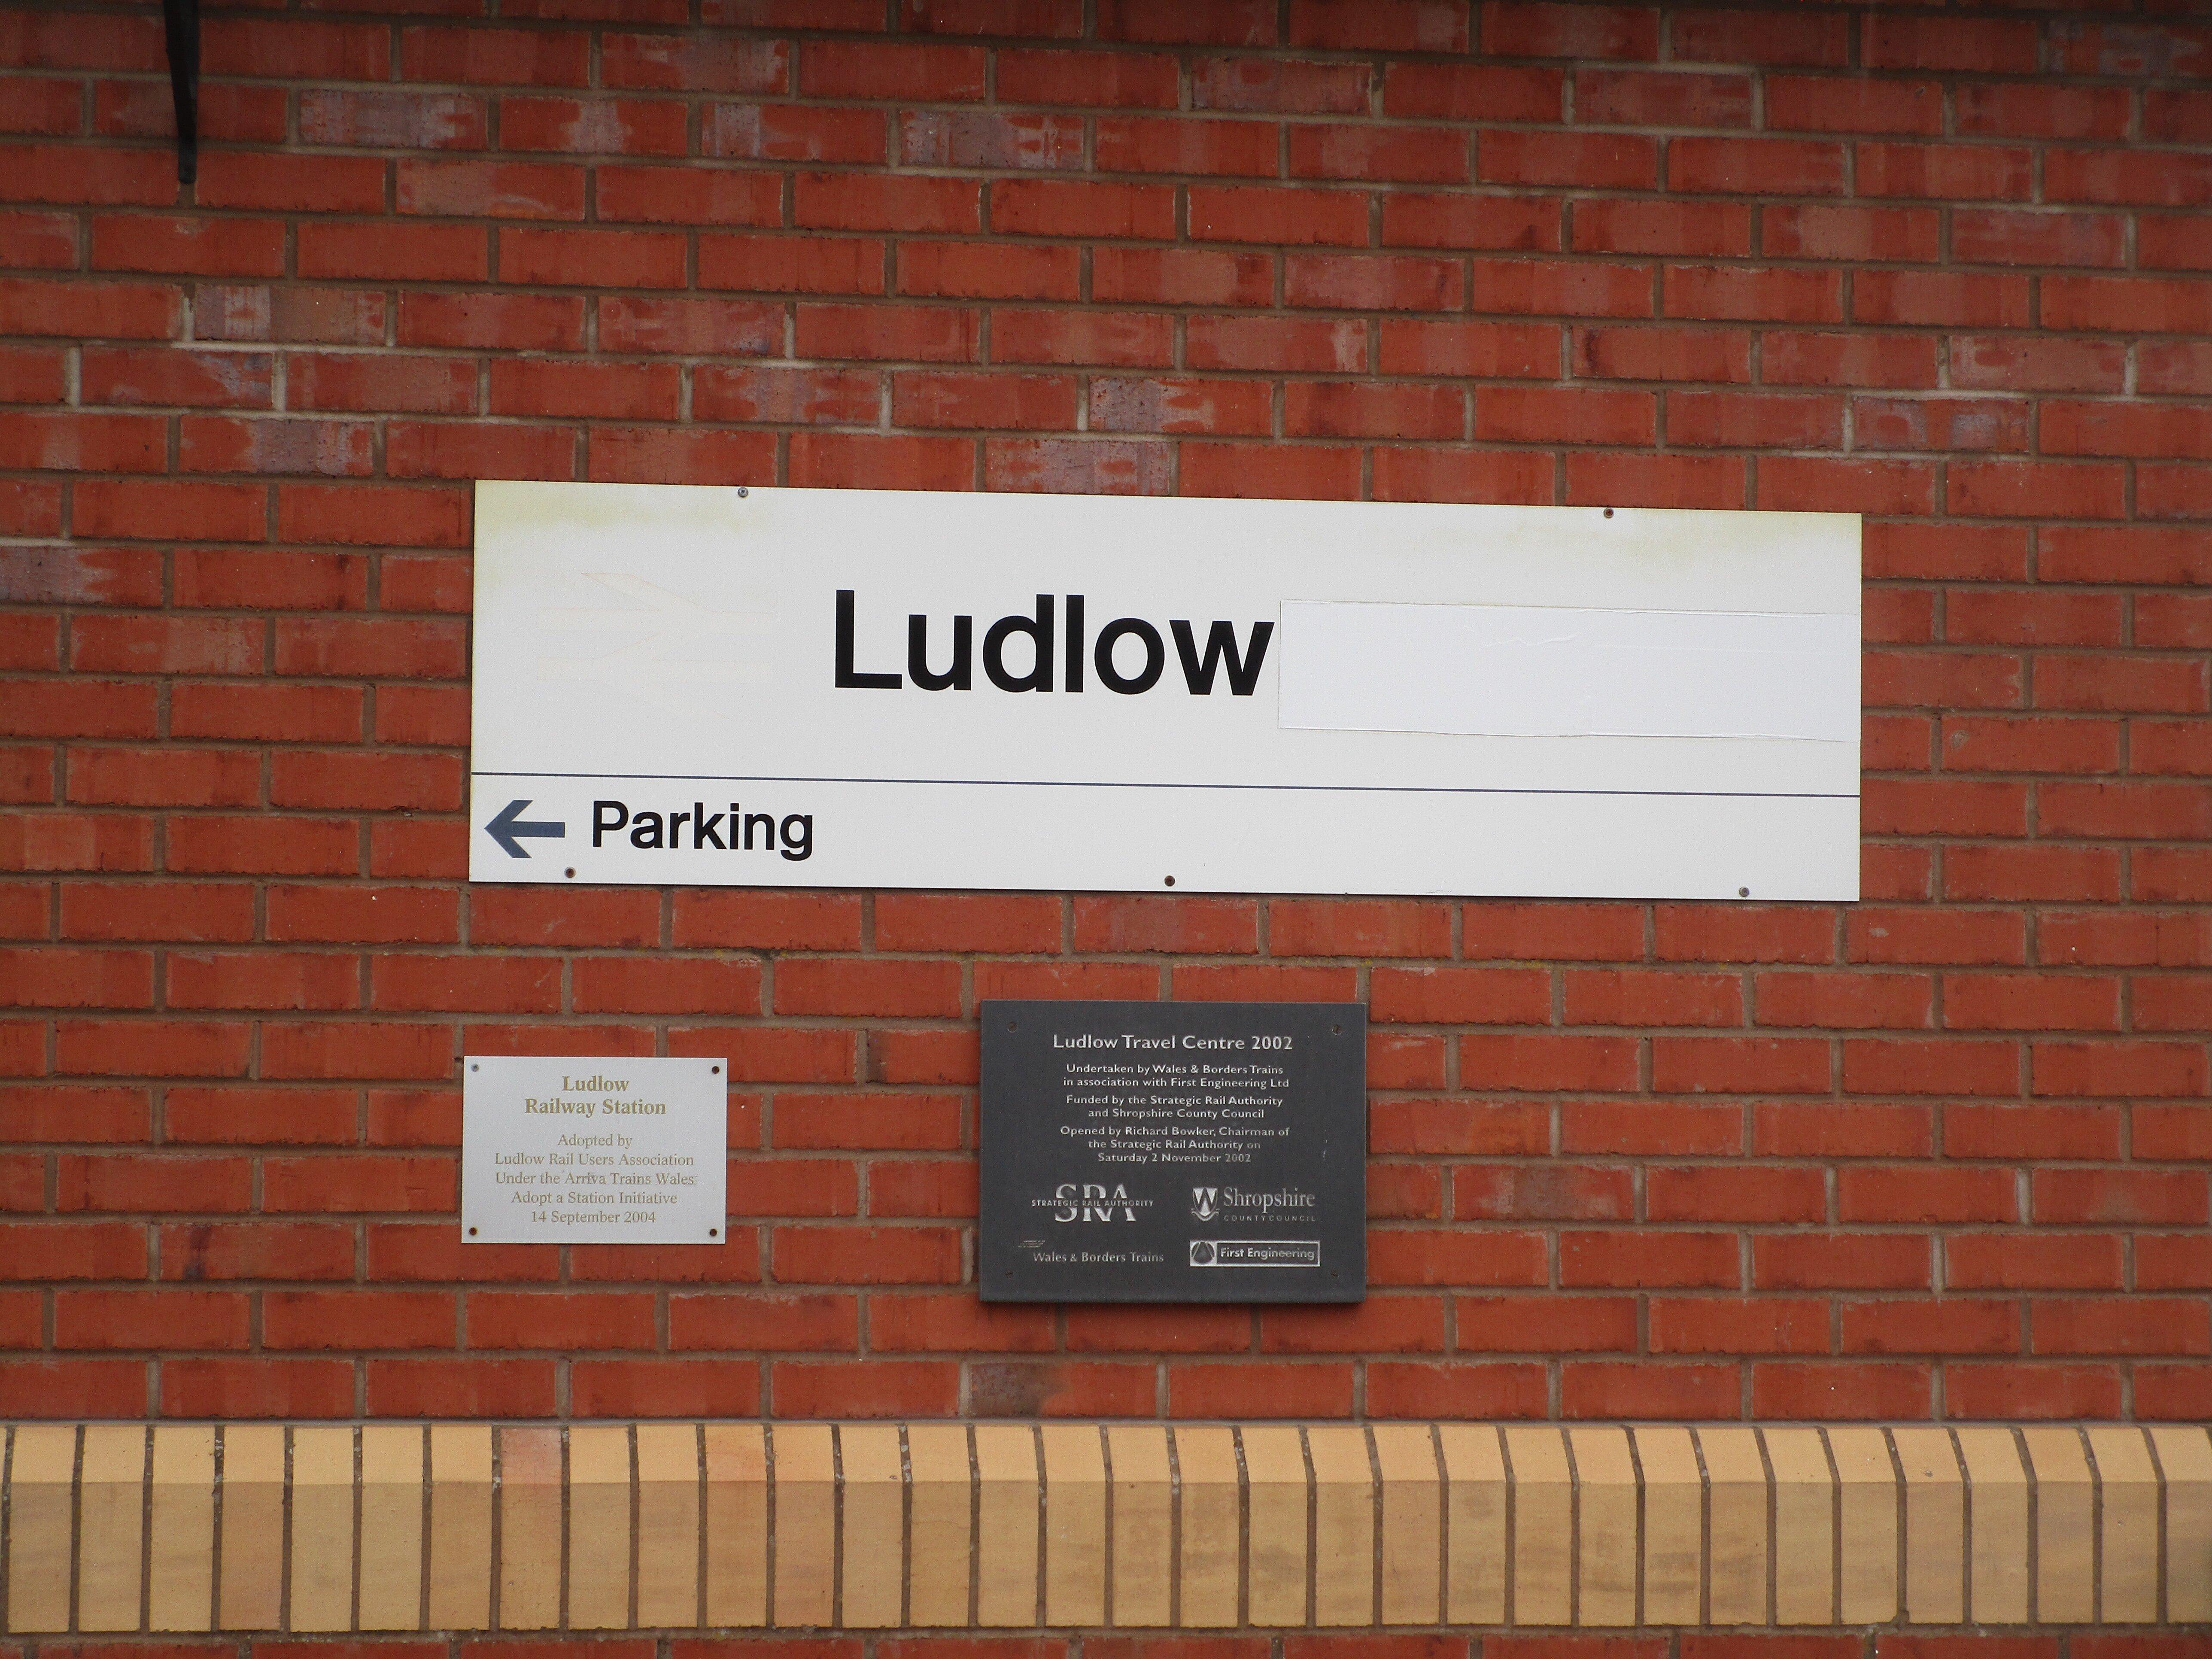 Ludlow
Parking
Ludlow
Railway Station
Adopted by
Ludlow Rail Users Association
Under the Arriva Trains Wales
Adopt a Station Initiative
14 September 2004
Ludlow Travel Centre 2002
Undertaken by Wales & Borders Trains
in association with First Engineering Ltd
Funded by the Strategic Rail Authority
and Shropshire County Council
Opened by Richard Bowker, Chairman of
the Strategic Rail Authority on
Saturday 2 November 2002
SRA
STRATEGIC RAIL AUTHORITY
Shropshire
COUNTY COUNCIL
Wales & Borders Trains
First Engineering